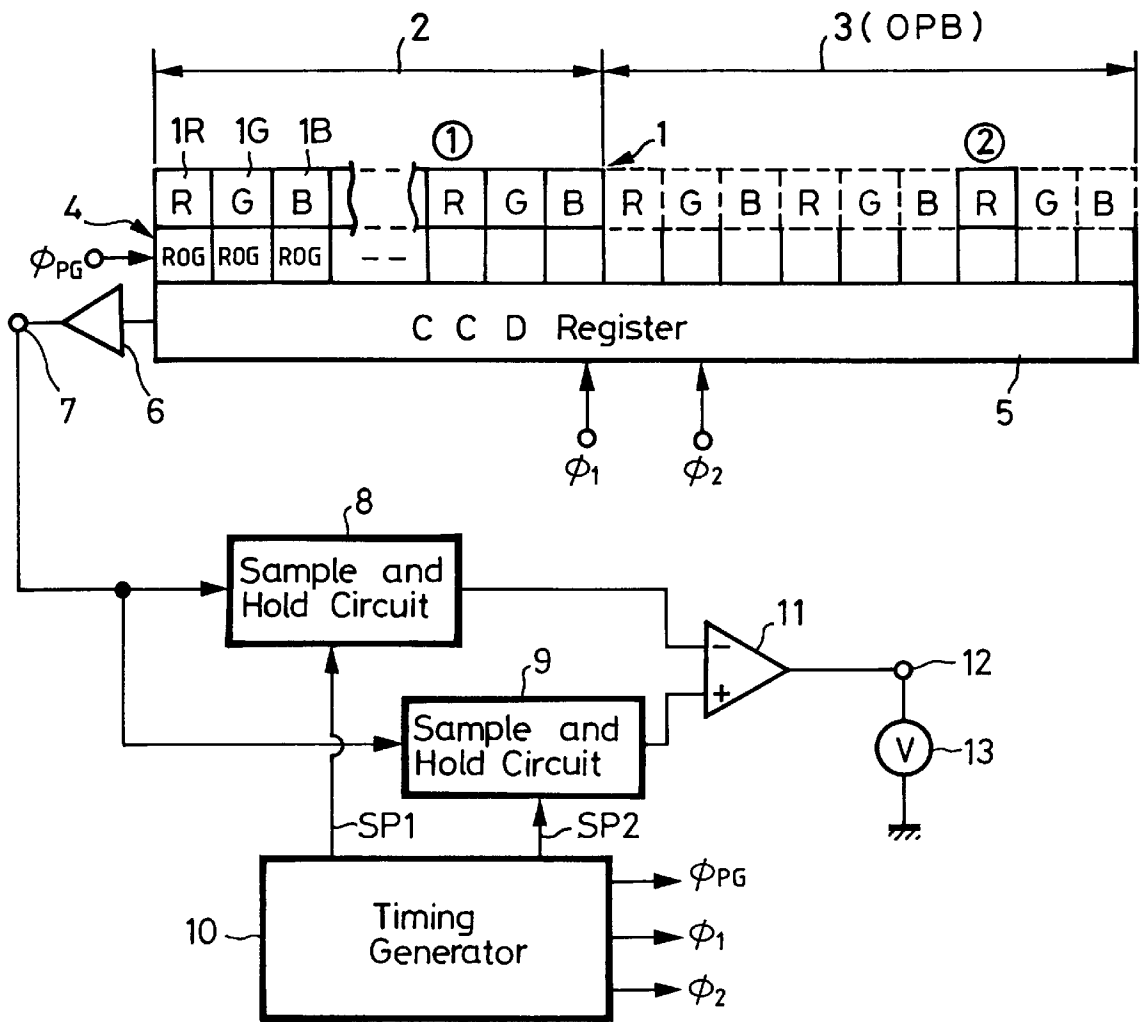 2 3(OPB)
1R 1G 1B ① 1 ②
R G B -- R G B R G B R G B R G B
4
ϕPG ROG ROG ROG --
C C D Register
7 6 5
ϕ1 ϕ2
8
Sample and
Hold Circuit
11
−
+
12
9
Sample and
Hold Circuit
V 13
SP1 SP2
10
Timing
Generator
ϕPG
ϕ1
ϕ2